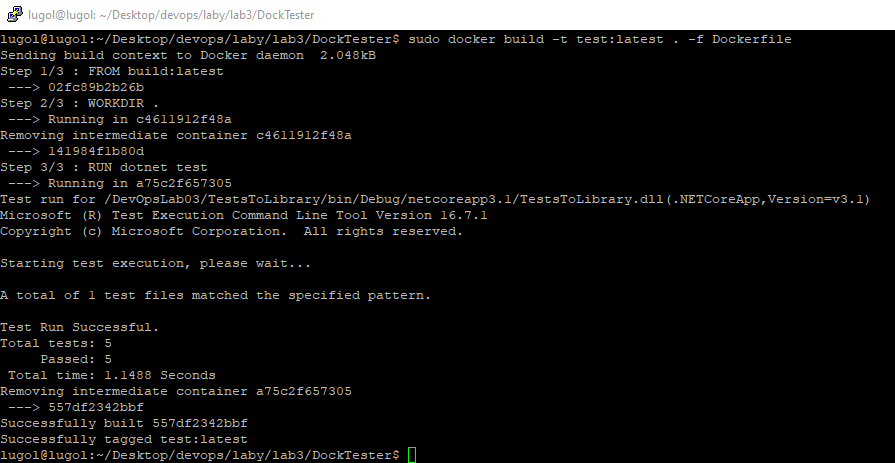 lugol@lugol: ~/Desktop/devops/laby/lab3/DockTester
lugol@lugol:~/Desktop/devops/laby/lab3/DockTester$ sudo docker build -t test:latest . -f Dockerfile
Sending build context to Docker daemon  2.048kB
Step 1/3 : FROM build:latest
 ---> 02fc89b2b26b
Step 2/3 : WORKDIR .
 ---> Running in c4611912f48a
Removing intermediate container c4611912f48a
 ---> 141984f1b80d
Step 3/3 : RUN dotnet test
 ---> Running in a75c2f657305
Test run for /DevOpsLab03/TestsToLibrary/bin/Debug/netcoreapp3.1/TestsToLibrary.dll(.NETCoreApp,Version=v3.1)
Microsoft (R) Test Execution Command Line Tool Version 16.7.1
Copyright (c) Microsoft Corporation.  All rights reserved.
Starting test execution, please wait...
A total of 1 test files matched the specified pattern.
Test Run Successful.
Total tests: 5
     Passed: 5
 Total time: 1.1488 Seconds
Removing intermediate container a75c2f657305
 ---> 557df2342bbf
Successfully built 557df2342bbf
Successfully tagged test:latest
lugol@lugol:~/Desktop/devops/laby/lab3/DockTester$